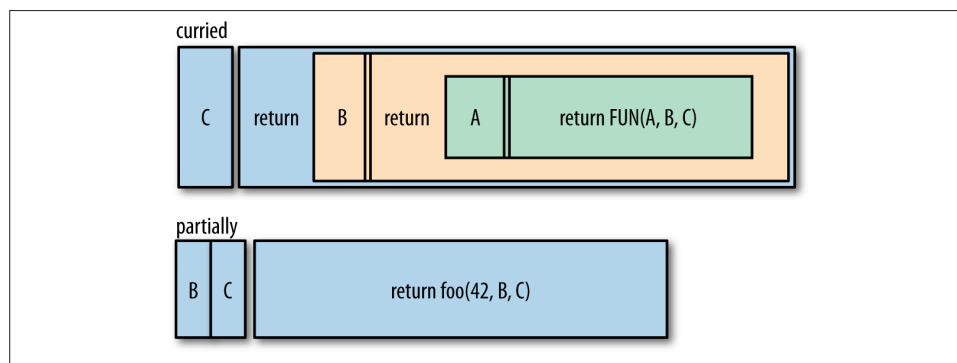 curried
C return B return A return FUN(A, B, C)
partially
B C return foo(42, B, C)